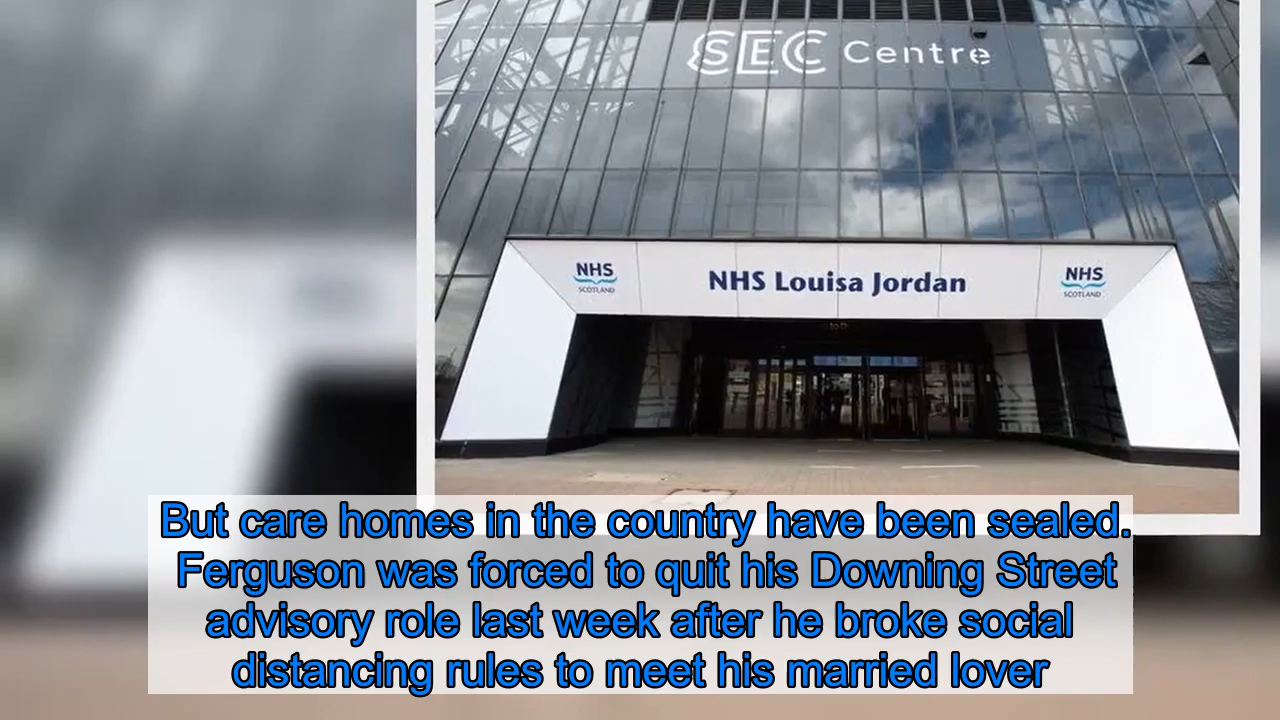 SEC Centre
NHS
SCOTLAND
NHS Louisa Jordan
NHS
SCOTLAND
But care homes in the country have been sealed.
Ferguson was forced to quit his Downing Street
advisory role last week after he broke social
distancing rules to meet his married lover